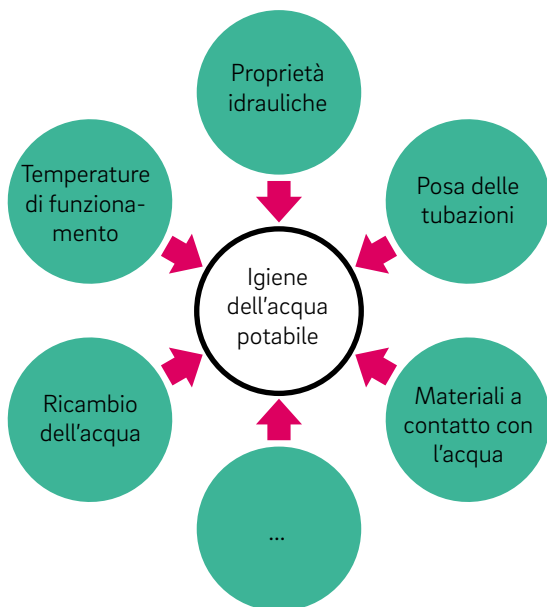 Proprietà
idrauliche
Temperature
di funziona-
mento
Posa delle
tubazioni
Igiene
dell'acqua
potabile
Ricambio
dell'acqua
Materiali a
contatto con
l'acqua
...